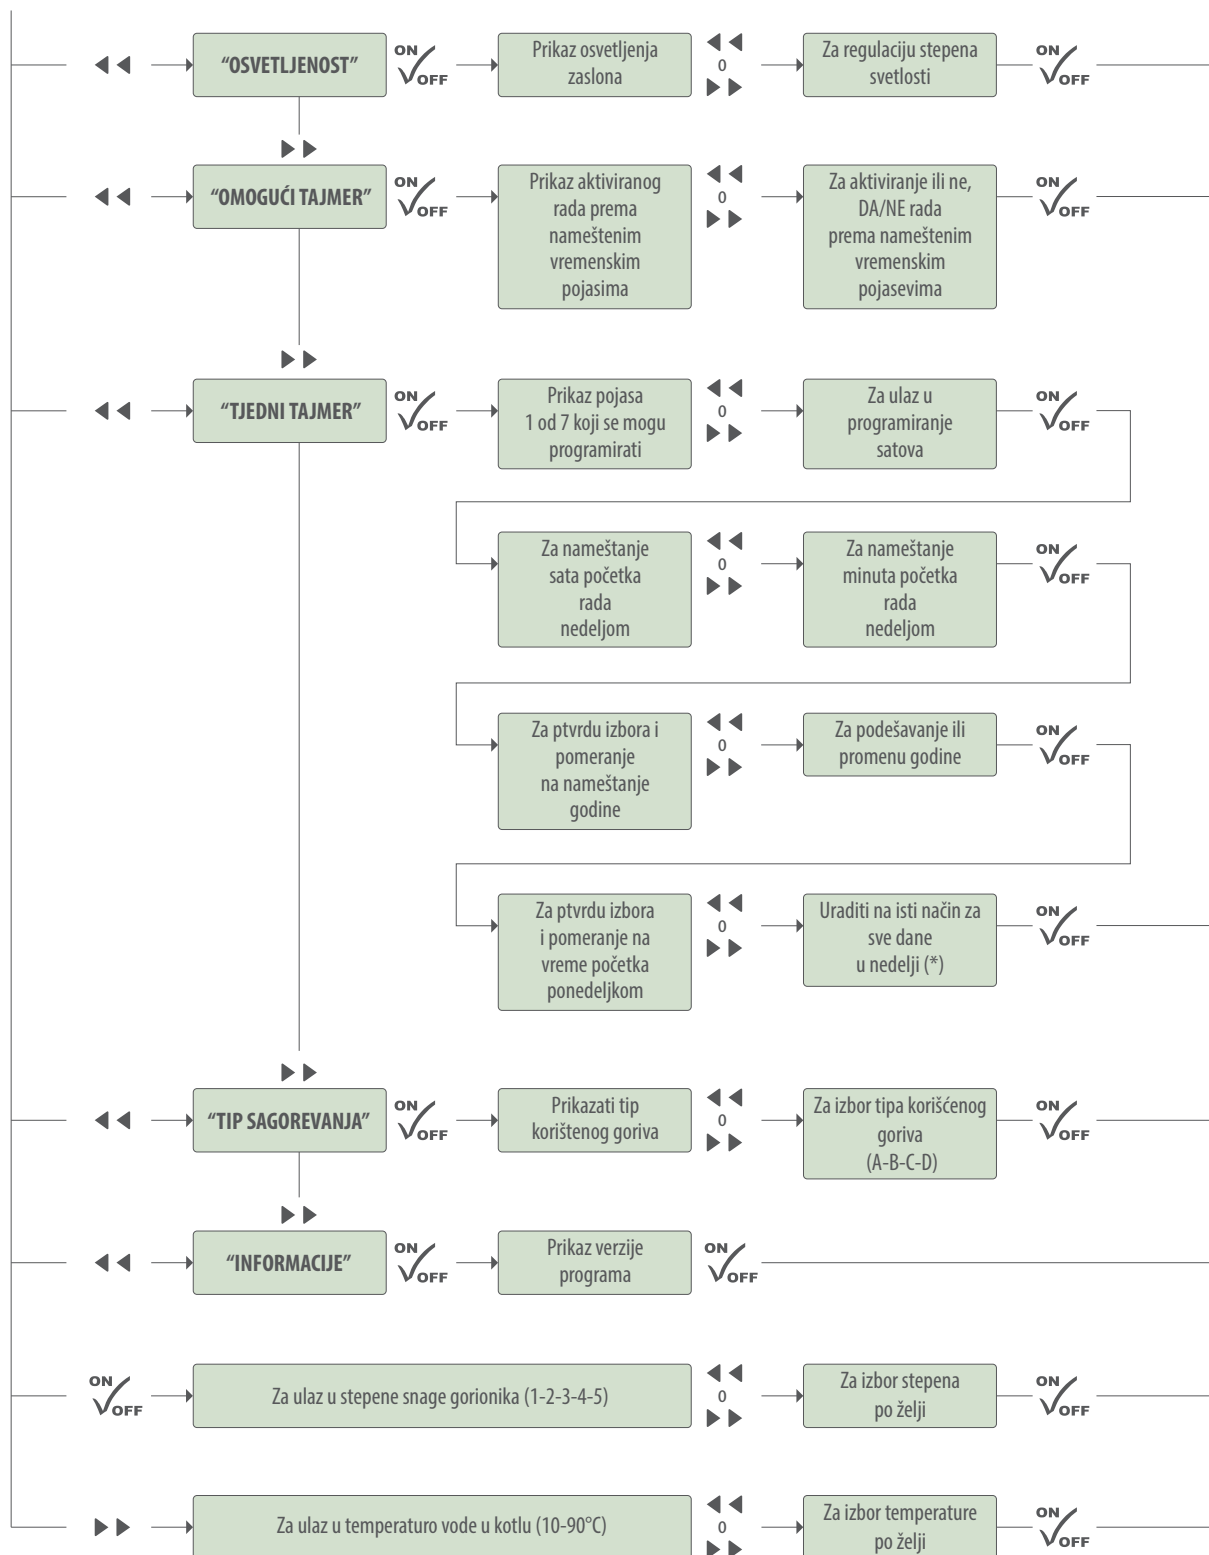 “OSVETLJENOST”
ON
OFF
Prikaz osvetljenja
zaslona
0
Za regulaciju stepena
svetlosti
ON
OFF
“OMOGUĆI TAJMER”
ON
OFF
Prikaz aktiviranog
rada prema
nameštenim
vremenskim
pojasima
0
Za aktiviranje ili ne,
DA/NE rada
prema nameštenim
vremenskim
pojasevima
ON
OFF
“TJEDNI TAJMER”
ON
OFF
Prikaz pojasa
1 od 7 koji se mogu
programirati
0
Za ulaz u
programiranje
satova
ON
OFF
Za nameštanje
sata početka
rada
nedeljom
0
Za nameštanje
minuta početka
rada
nedeljom
ON
OFF
Za ptvrdu izbora i
pomeranje
na nameštanje
godine
0
Za podešavanje ili
promenu godine
ON
OFF
Za ptvrdu izbora
i pomeranje na
vreme početka
ponedeljkom
0
Uraditi na isti način za
sve dane
u nedelji (*)
ON
OFF
“TIP SAGOREVANJA”
ON
OFF
Prikazati tip
korištenog goriva
0
Za izbor tipa korišćenog
goriva
(A-B-C-D)
ON
OFF
“INFORMACIJE”
ON
OFF
Prikaz verzije
programa
ON
OFF
ON
OFF
Za ulaz u stepene snage gorionika (1-2-3-4-5)
0
Za izbor stepena
po želji
ON
OFF
Za ulaz u temperaturo vode u kotlu (10-90°C)
0
Za izbor temperature
po želji
ON
OFF